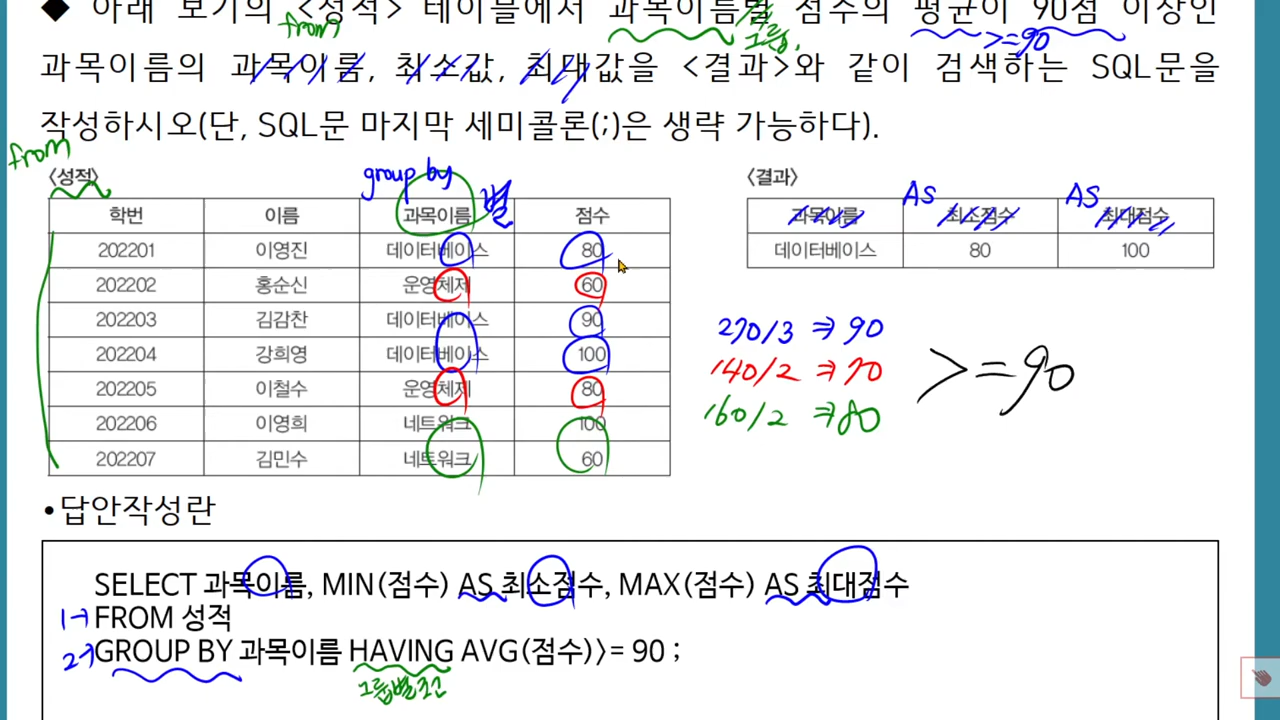 ◆ 아래 보기의 <성적> 테이블에서 과목이름별 점수의 평균이 90점 이상인
from
그룹.
>=90
과목이름의 과목이름, 최소값, 최대값을 <결과>와 같이 검색하는 SQL문을
작성하시오(단, SQL문 마지막 세미콜론(;)은 생략 가능하다).
from
<성적>
group by
별
학번 이름 과목이름 점수
202201 이영진 데이터베이스 80
202202 홍순신 운영체제 60
202203 김감찬 데이터베이스 90
202204 강희영 데이터베이스 100
202205 이철수 운영체제 80
202206 이영희 네트워크 100
202207 김민수 네트워크 60
<결과>
AS AS
과목이름 최소점수 최대점수
데이터베이스 80 100
270/3 ⇒ 90
140/2 ⇒ 70
160/2 ⇒ 80
>=90
•답안작성란
SELECT 과목이름, MIN(점수) AS 최소점수, MAX(점수) AS 최대점수
1→ FROM 성적
2→ GROUP BY 과목이름 HAVING AVG(점수)>= 90 ;
그룹별조건